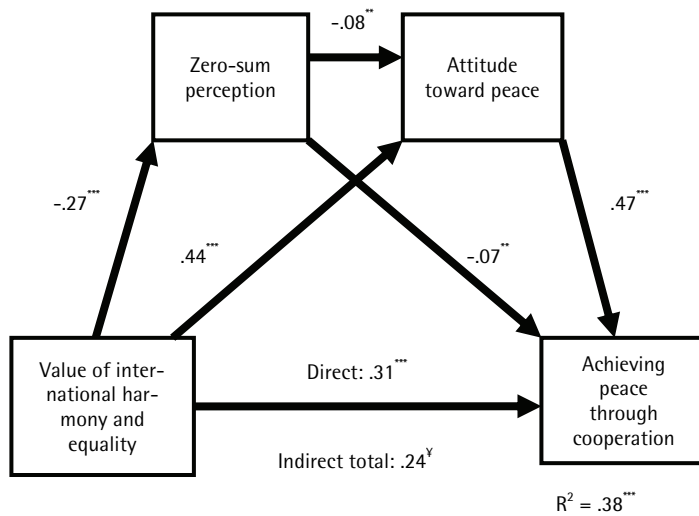 -.08**
Zero-sum
perception
Attitude
toward peace
-.27***
.44***
-.07**
.47***
Value of inter-
national har-
mony and
equality
Direct: .31***
Indirect total: .24¥
Achieving
peace
through
cooperation
R² = .38***